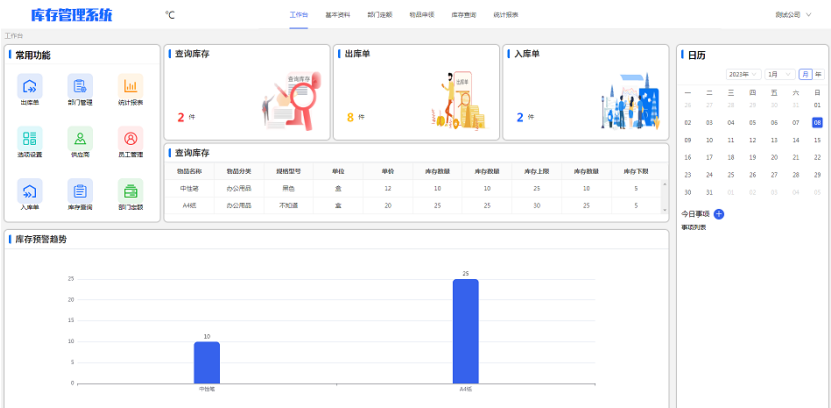 库存管理系统 ℃ 工作台 基本资料 部门定额 物品申领 库存查询 统计报表 测试公司
工作台
常用功能
出库单 部门管理 统计报表
选项设置 供应商 员工管理
入库单 库存查询 部门定额
查询库存
查询库存
2 件
出库单
出库单
8 件
入库单
2 件
查询库存
物品名称 物品分类 规格型号 单位 单价 库存数量 库存数量 库存上限 库存数量 库存下限
中性笔 办公用品 黑色 盒 12 10 10 25 10 5
A4纸 办公用品 不知道 盒 20 25 25 30 25 5
库存预警趋势
25
20
15
10
5
0
10
25
中性笔 A4纸
日历
2023年 1月 月 年
一 二 三 四 五 六 日
26 27 28 29 30 31 01
02 03 04 05 06 07 08
09 10 11 12 13 14 15
16 17 18 19 20 21 22
23 24 25 26 27 28 29
30 31 01 02 03 04 05
今日事项
事项列表